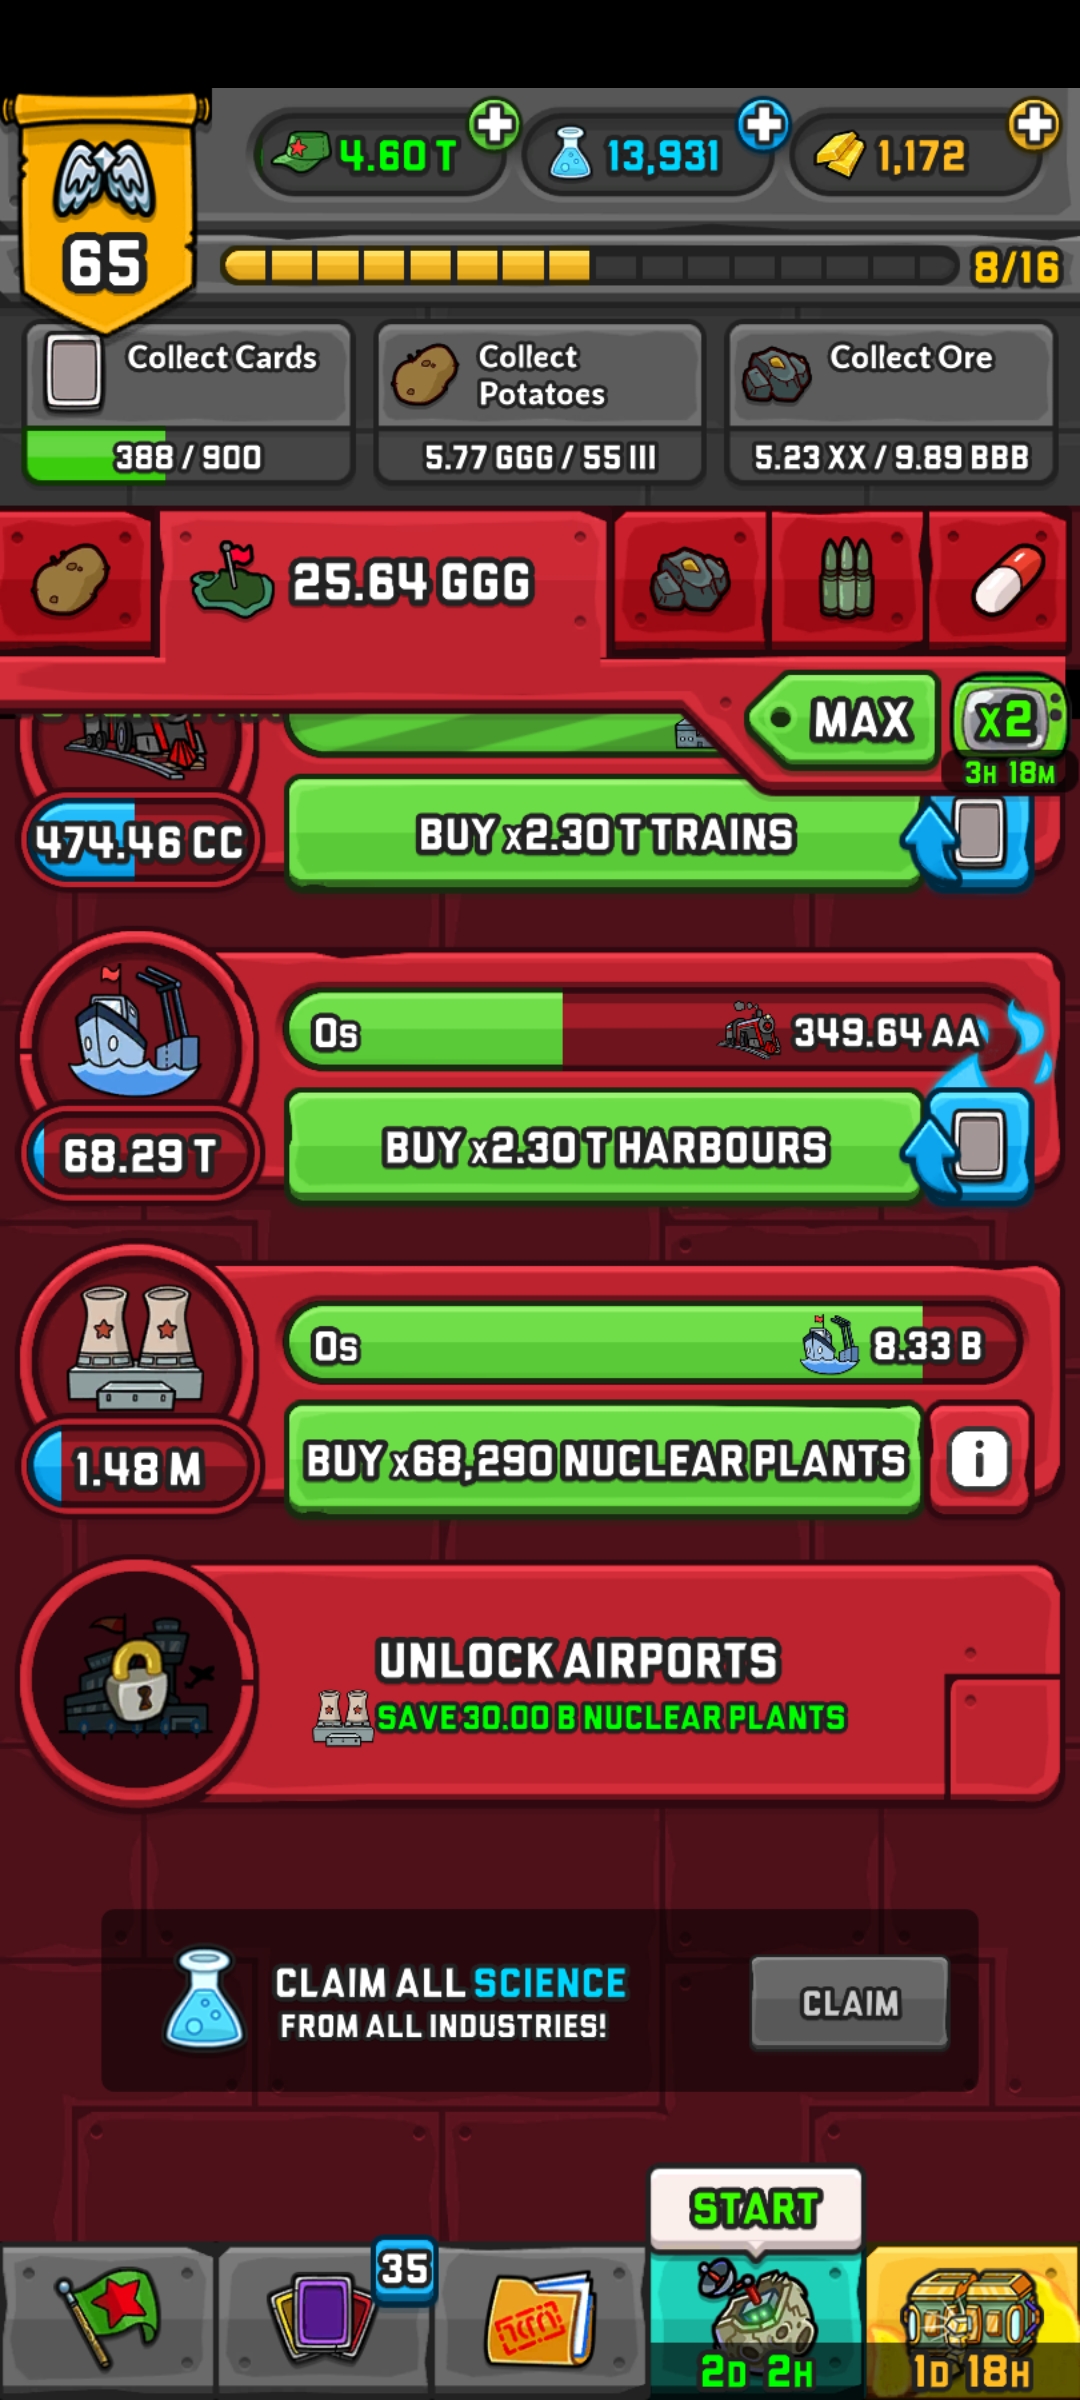 4.60 T
13,931
1,172
65
8/16
Collect Cards
388 / 900
Collect
Potatoes
5.77 GGG / 55 III
Collect Ore
5.23 XX / 9.89 BBB
25.64 GGG
MAX
x2
3H 18M
474.46 CC
BUY x2.30 T TRAINS
0s
349.64 AA
68.29 T
BUY x2.30 T HARBOURS
0s
8.33 B
1.48 M
BUY x68,290 NUCLEAR PLANTS
i
UNLOCK AIRPORTS
SAVE 30.00 B NUCLEAR PLANTS
CLAIM ALL SCIENCE
FROM ALL INDUSTRIES!
CLAIM
START
35
2D 2H
1D 18H